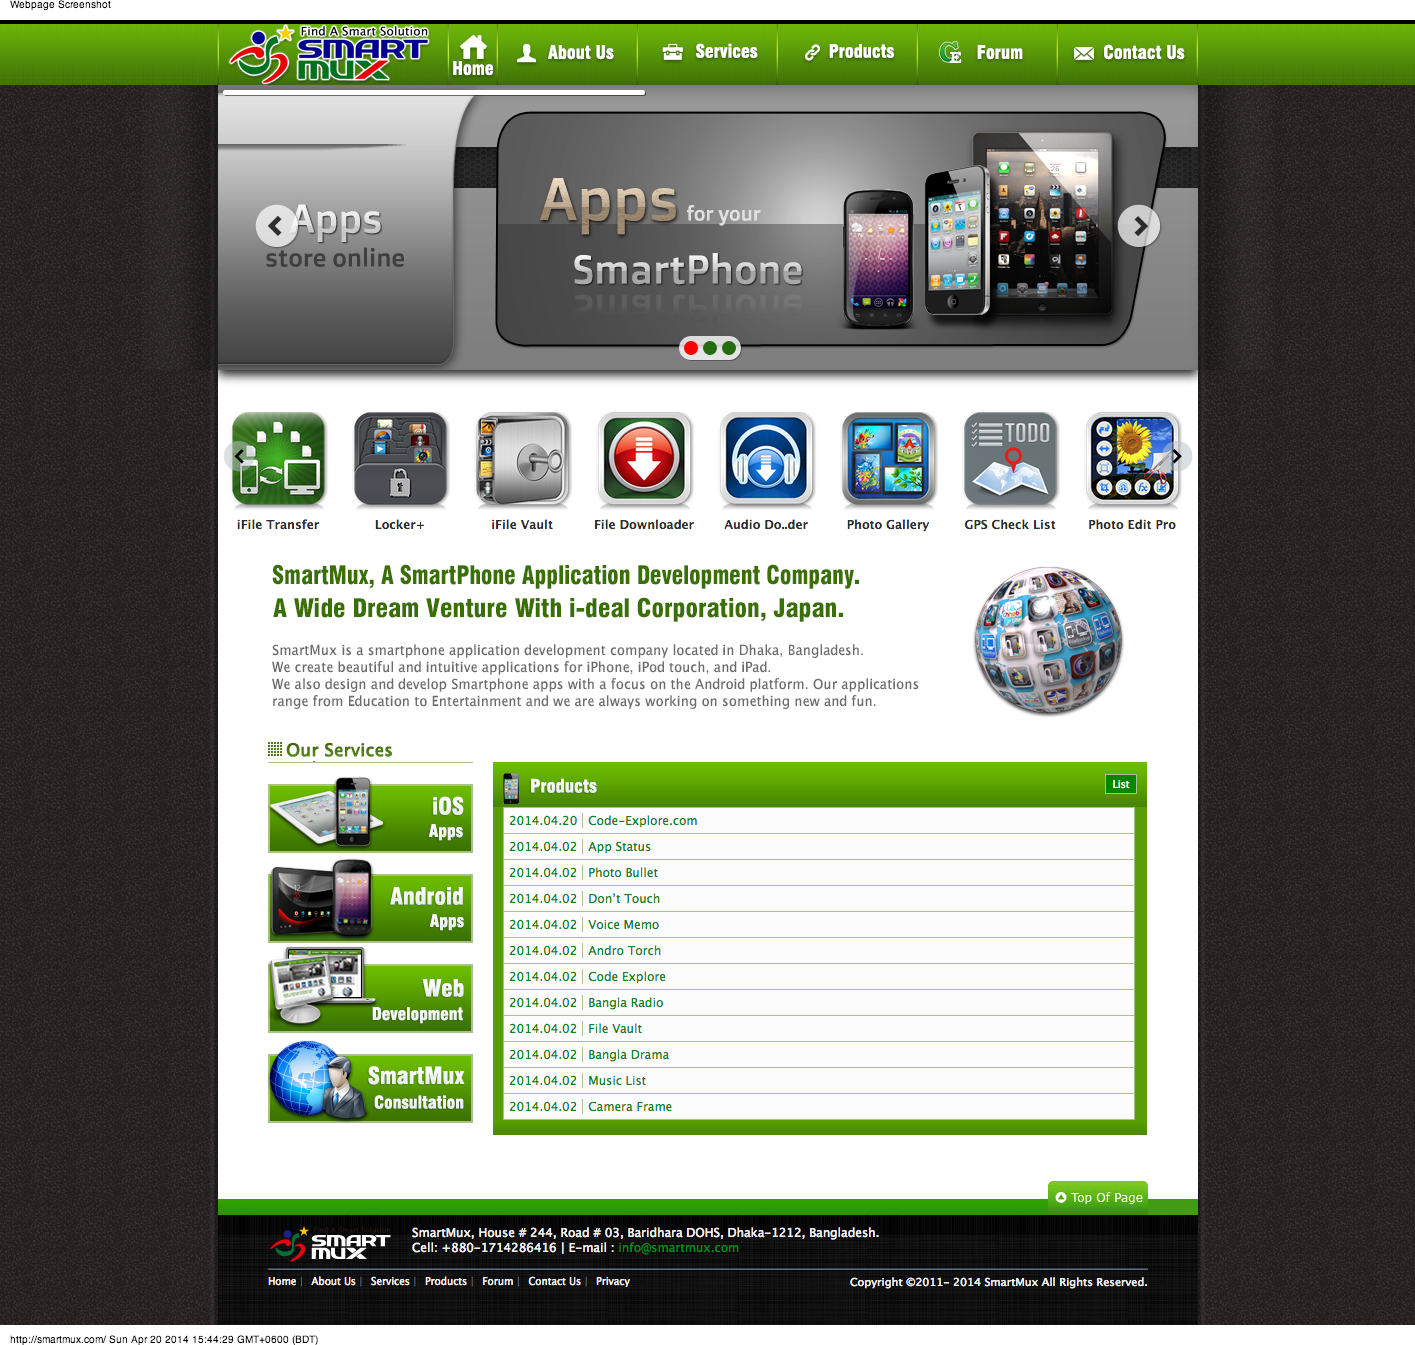 Webpage Screenshot
Find A Smart Solution
SMART
MUX
Home
About Us
Services
Products
Forum
Contact Us
Apps
store online
Apps for your
SmartPhone
TODO
iFile Transfer
Locker+
iFile Vault
File Downloader
Audio Do..der
Photo Gallery
GPS Check List
Photo Edit Pro
SmartMux, A SmartPhone Application Development Company.
A Wide Dream Venture With i-deal Corporation, Japan.
SmartMux is a smartphone application development company located in Dhaka, Bangladesh.
We create beautiful and intuitive applications for iPhone, iPod touch, and iPad.
We also design and develop Smartphone apps with a focus on the Android platform. Our applications
range from Education to Entertainment and we are always working on something new and fun.
Our Services
iOS
Apps
Android
Apps
Web
Development
SmartMux
Consultation
Products
List
2014.04.20 Code-Explore.com
2014.04.02 App Status
2014.04.02 Photo Bullet
2014.04.02 Don't Touch
2014.04.02 Voice Memo
2014.04.02 Andro Torch
2014.04.02 Code Explore
2014.04.02 Bangla Radio
2014.04.02 File Vault
2014.04.02 Bangla Drama
2014.04.02 Music List
2014.04.02 Camera Frame
Top Of Page
SMART
MUX
SmartMux, House # 244, Road # 03, Baridhara DOHS, Dhaka-1212, Bangladesh.
Cell: +880-1714286416 | E-mail : info@smartmux.com
Home | About Us | Services | Products | Forum | Contact Us | Privacy
Copyright ©2011- 2014 SmartMux All Rights Reserved.
http://smartmux.com/ Sun Apr 20 2014 15:44:29 GMT+0600 (BDT)